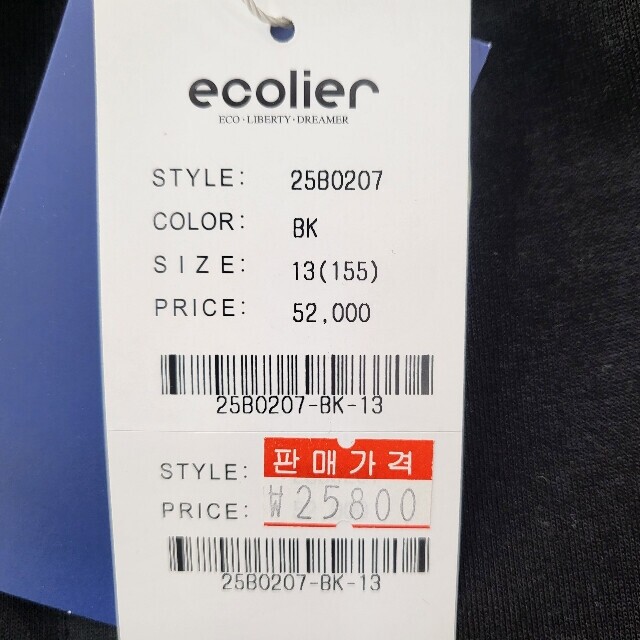 ecolier
ECO·LIBERTY·DREAMER
STYLE: 25B0207
COLOR: BK
SIZE: 13(155)
PRICE: 52,000
25B0207-BK-13
STYLE: 판매가격
PRICE: ₩25800
25B0207-BK-13